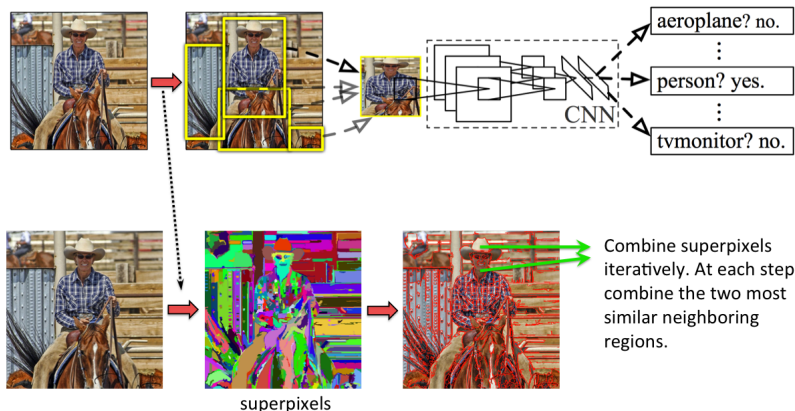 aeroplane? no.
⋮
person? yes.
⋮
CNN
tvmonitor? no.
Combine superpixels
iteratively. At each step
combine the two most
similar neighboring
regions.
superpixels